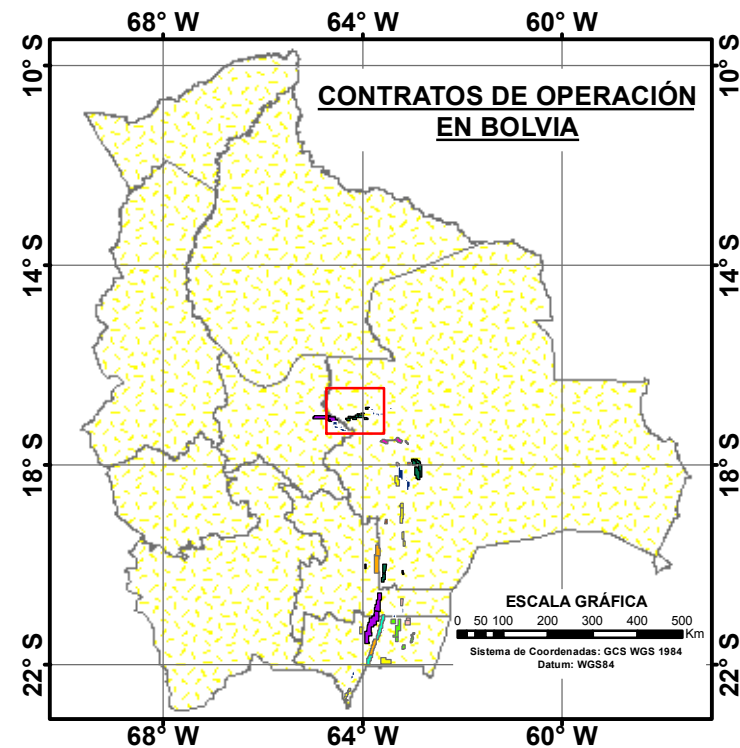 68° W 64° W 60° W
10° S 10° S
CONTRATOS DE OPERACIÓN
EN BOLVIA
14° S 14° S
18° S 18° S
ESCALA GRÁFICA
0 50 100 200 300 400 500
Km
Sistema de Coordenadas: GCS WGS 1984
Datum: WGS84
22° S 22° S
68° W 64° W 60° W